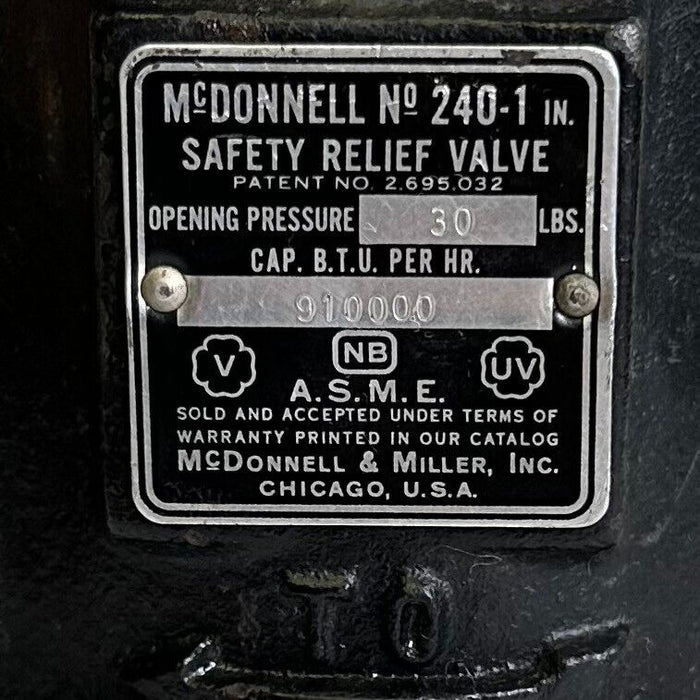 McDONNELL No 240-1 IN.
SAFETY RELIEF VALVE
PATENT NO. 2.695.032
OPENING PRESSURE 30 LBS.
CAP. B.T.U. PER HR.
910000
V NB UV
A.S.M.E.
SOLD AND ACCEPTED UNDER TERMS OF
WARRANTY PRINTED IN OUR CATALOG
McDONNELL & MILLER, INC.
CHICAGO, U.S.A.
TO